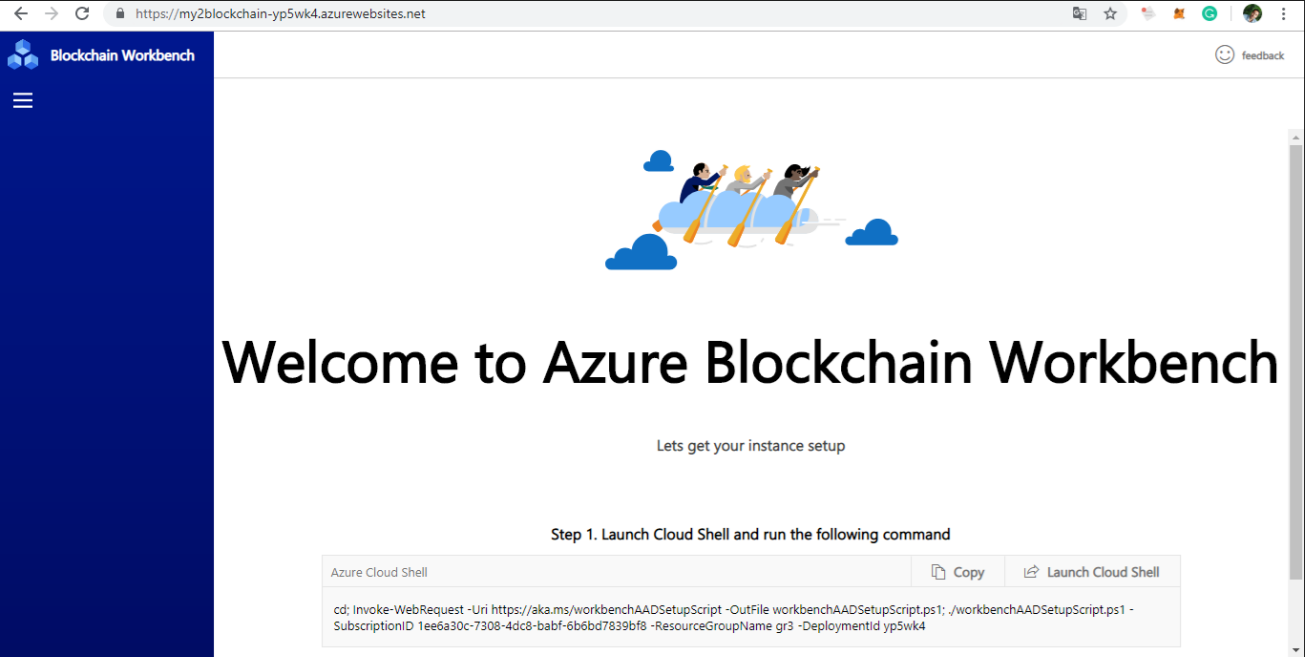 https://my2blockchain-yp5wk4.azurewebsites.net
Blockchain Workbench
feedback
Welcome to Azure Blockchain Workbench
Lets get your instance setup
Step 1. Launch Cloud Shell and run the following command
Azure Cloud Shell
Copy
Launch Cloud Shell
cd; Invoke-WebRequest -Uri https://aka.ms/workbenchAADSetupScript -OutFile workbenchAADSetupScript.ps1; ./workbenchAADSetupScript.ps1 -
SubscriptionID 1ee6a30c-7308-4dc8-babf-6b6bd7839bf8 -ResourceGroupName gr3 -DeploymentId yp5wk4